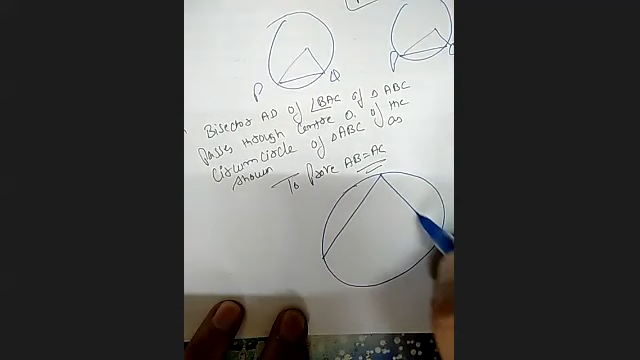 P
Q
P
Bisector AD of ∠BAC of △ABC
Passes through Centre O. of the
Circumcircle of △ABC as
shown
To Prove AB=AC